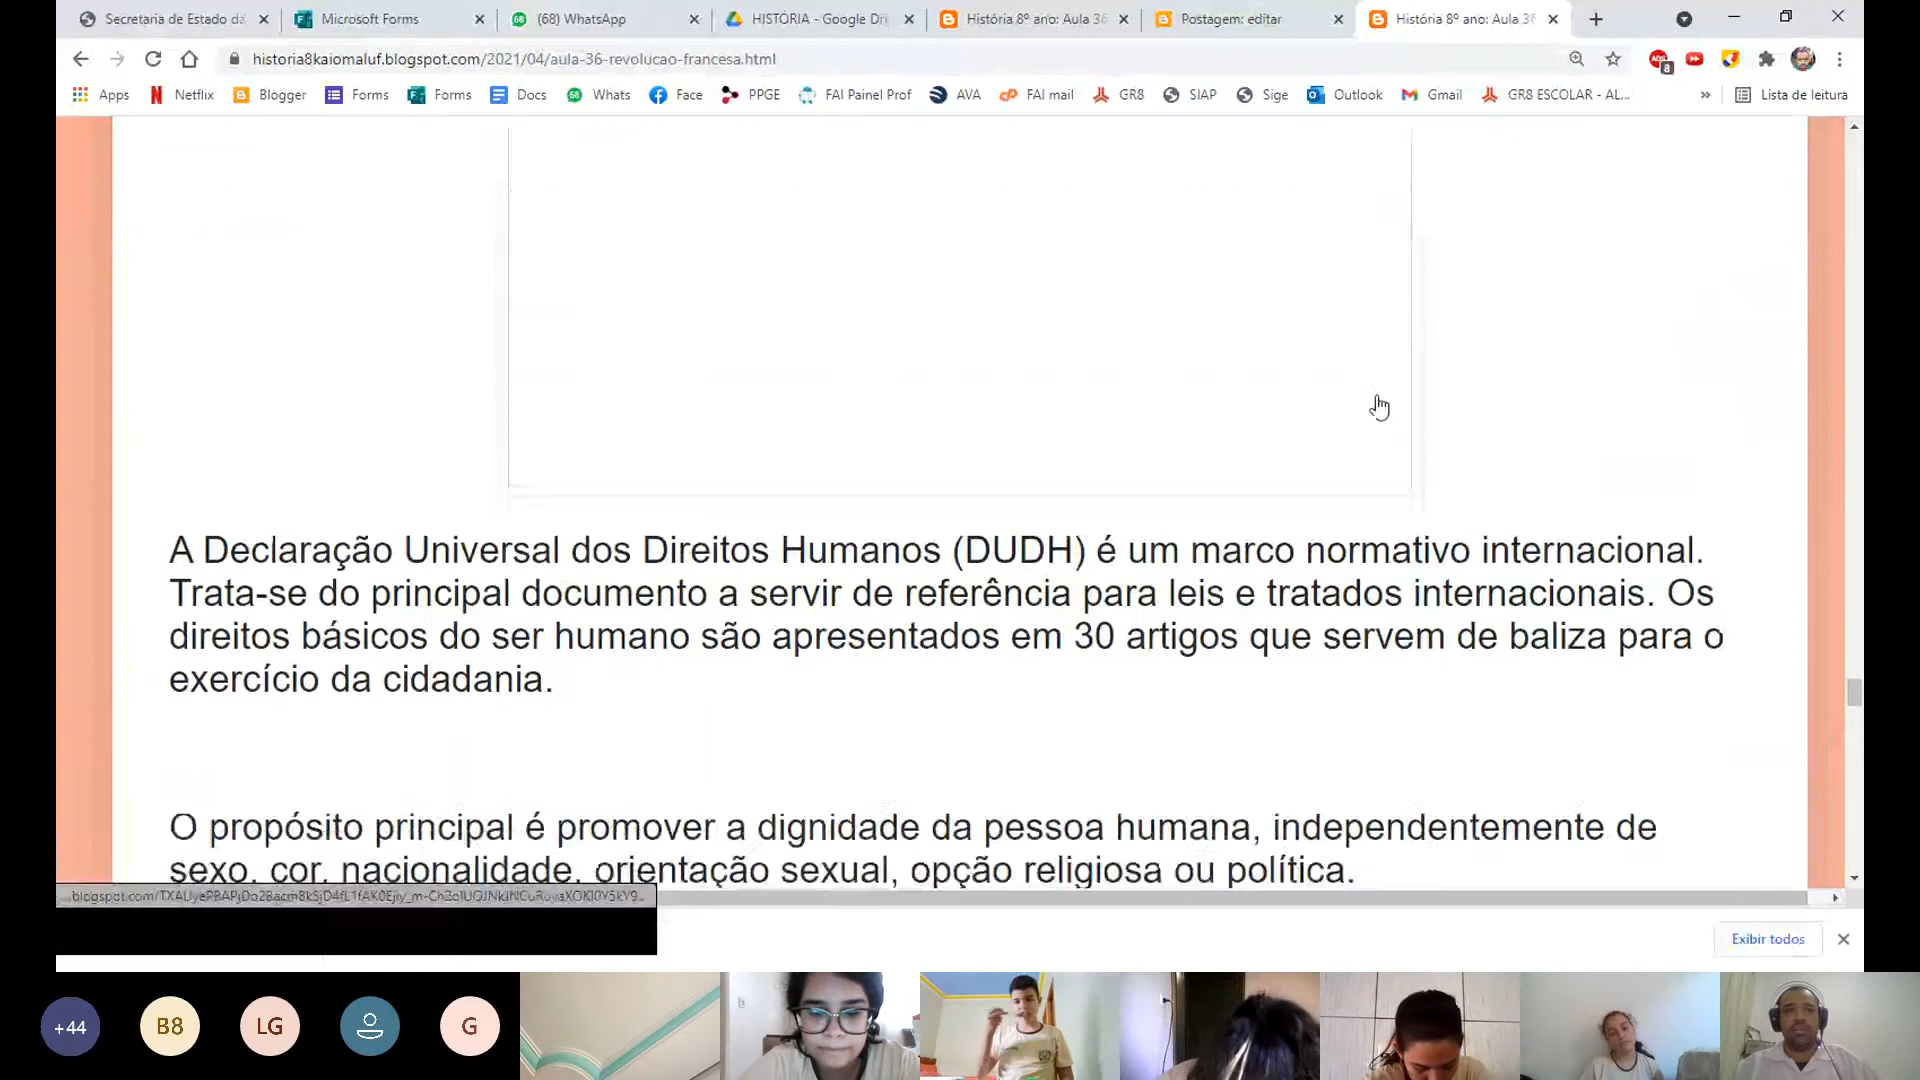 Secretaria de Estado da
Microsoft Forms
(68) WhatsApp
HISTÓRIA - Google Dri
História 8º ano: Aula 36
Postagem: editar
História 8º ano: Aula 36
historia8kaiomaluf.blogspot.com/2021/04/aula-36-revolucao-francesa.html
8
Apps
Netflix
Blogger
Forms
Forms
Docs
68
Whats
Face
PPGE
FAI Painel Prof
AVA
FAI mail
GR8
SIAP
Sige
Outlook
Gmail
GR8 ESCOLAR - AL...
»
Lista de leitura
A Declaração Universal dos Direitos Humanos (DUDH) é um marco normativo internacional.
Trata-se do principal documento a servir de referência para leis e tratados internacionais. Os
direitos básicos do ser humano são apresentados em 30 artigos que servem de baliza para o
exercício da cidadania.
O propósito principal é promover a dignidade da pessoa humana, independentemente de
sexo, cor, nacionalidade, orientação sexual, opção religiosa ou política.
Exibir todos
+44
B8
LG
G